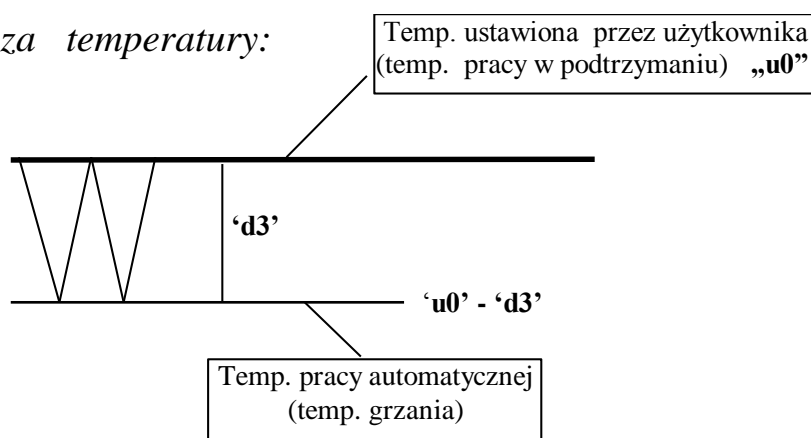 za temperatury:
Temp. ustawiona przez użytkownika
(temp. pracy w podtrzymaniu) „u0”
‘d3’
‘u0’ - ‘d3’
Temp. pracy automatycznej
(temp. grzania)